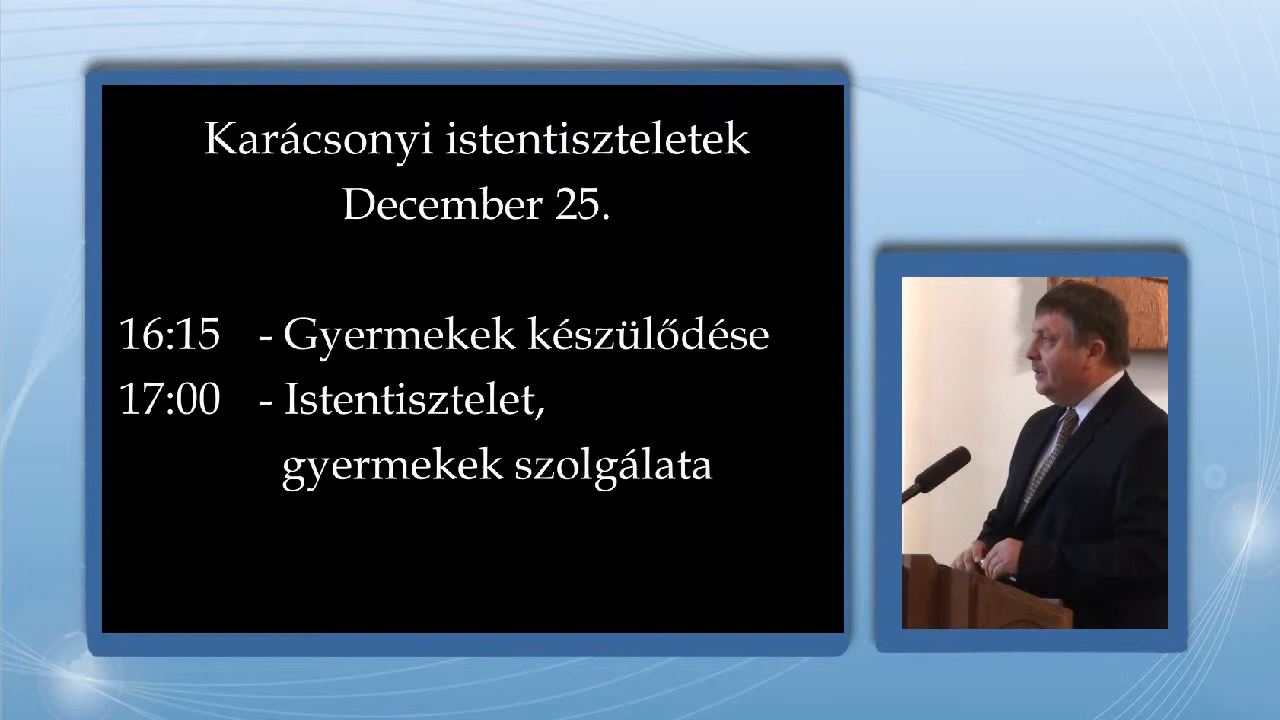 Karácsonyi istentiszteletek
December 25.
16:15 - Gyermekek készülődése
17:00 - Istentisztelet,
gyermekek szolgálata